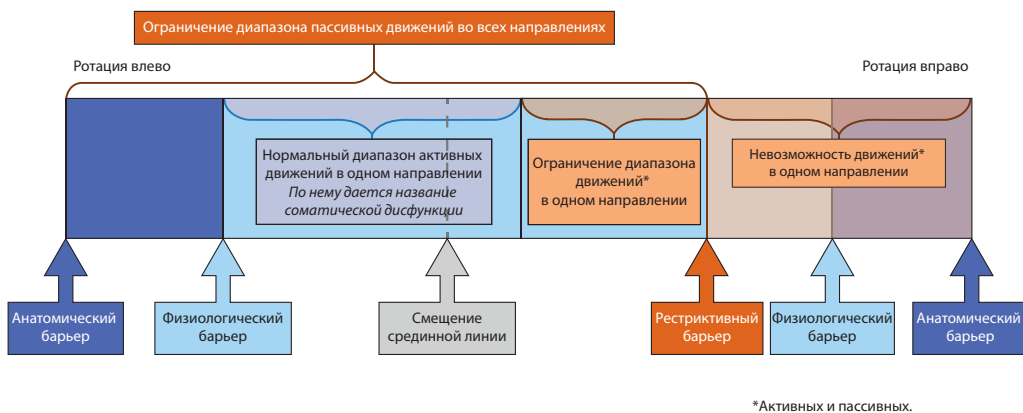 Ограничение диапазона пассивных движений во всех направлениях
Ротация влево
Ротация вправо
Нормальный диапазон активных
движений в одном направлении
По нему дается название
соматической дисфункции
Ограничение диапазона
движений*
в одном направлении
Невозможность движений*
в одном направлении
Анатомический
барьер
Физиологический
барьер
Смещение
срединной линии
Рестриктивный
барьер
Физиологический
барьер
Анатомический
барьер
*Активных и пассивных.